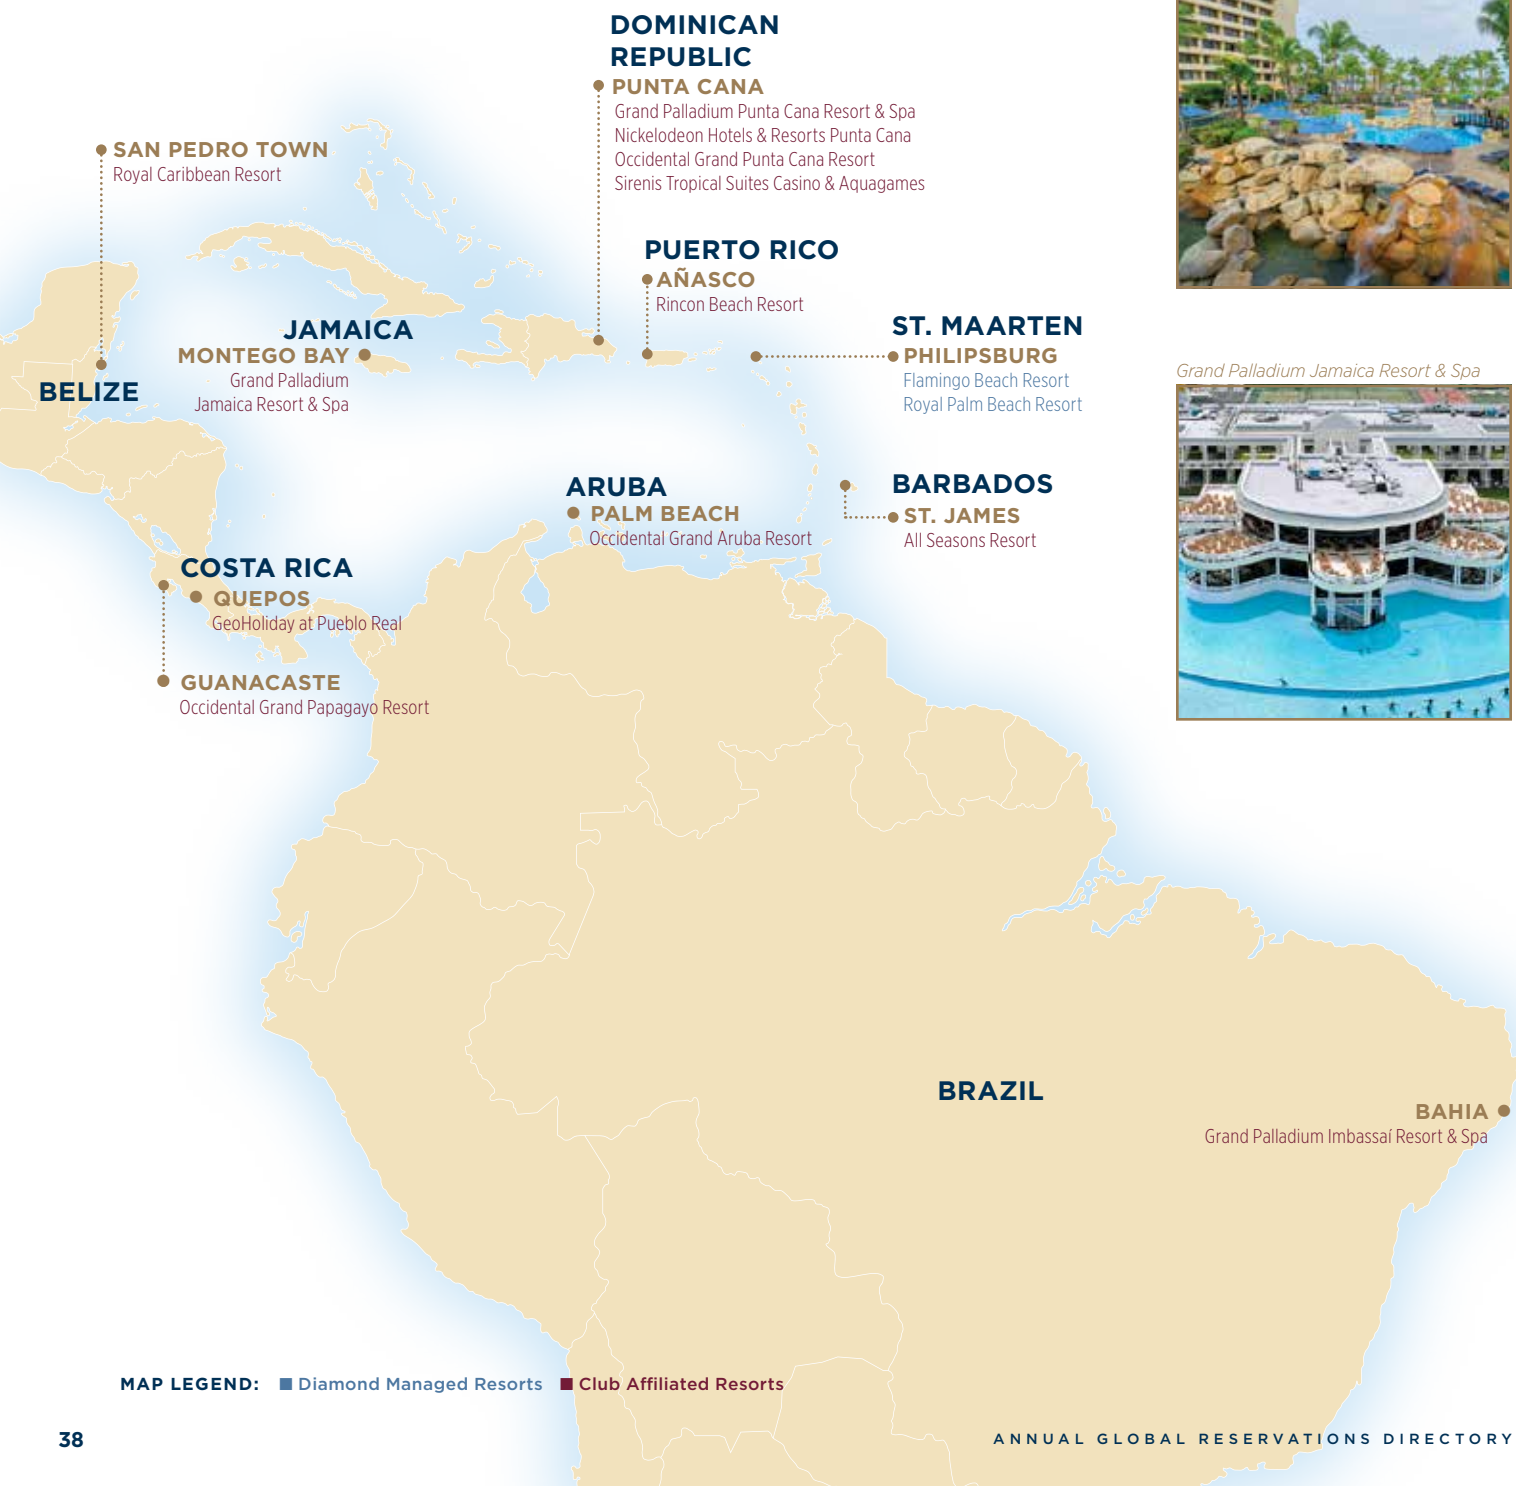 DOMINICAN
REPUBLIC
PUNTA CANA
Grand Palladium Punta Cana Resort & Spa
Nickelodeon Hotels & Resorts Punta Cana
Occidental Grand Punta Cana Resort
Sirenis Tropical Suites Casino & Aquagames
SAN PEDRO TOWN
Royal Caribbean Resort
BELIZE
JAMAICA
MONTEGO BAY
Grand Palladium
Jamaica Resort & Spa
PUERTO RICO
AÑASCO
Rincon Beach Resort
ST. MAARTEN
PHILIPSBURG
Flamingo Beach Resort
Royal Palm Beach Resort
Grand Palladium Jamaica Resort & Spa
ARUBA
PALM BEACH
Occidental Grand Aruba Resort
BARBADOS
ST. JAMES
All Seasons Resort
COSTA RICA
QUEPOS
GeoHoliday at Pueblo Real
GUANACASTE
Occidental Grand Papagayo Resort
BRAZIL
BAHIA
Grand Palladium Imbassaí Resort & Spa
MAP LEGEND: Diamond Managed Resorts Club Affiliated Resorts
38
ANNUAL GLOBAL RESERVATIONS DIRECTORY